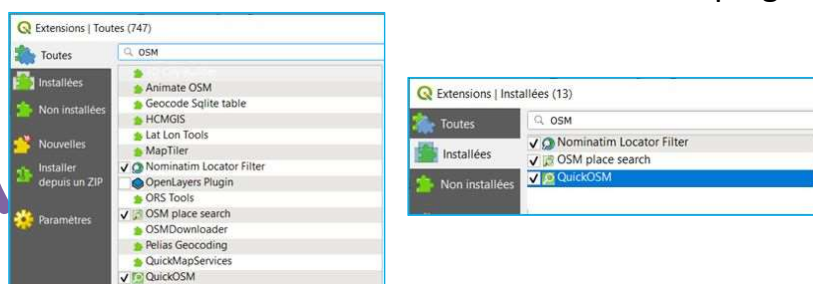 Extensions | Toutes (747)
Toutes
OSM
Installées
Non installées
Nouvelles
Installer
depuis un ZIP
Paramètres
Animate OSM
Geocode Sqlite table
HCMGIS
Lat Lon Tools
MapTiler
Nominatim Locator Filter
OpenLayers Plugin
ORS Tools
OSM place search
OSMDownloader
Pelias Geocoding
QuickMapServices
QuickOSM
Extensions | Installées (13)
Toutes
OSM
Installées
Non installées
Nominatim Locator Filter
OSM place search
QuickOSM